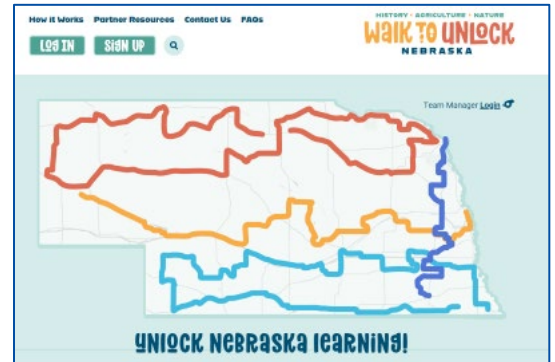 How it Works Partner Resources Contact Us FAQs
LOG IN SIGN UP
HISTORY · AGRICULTURE · NATURE
WalK TO UNLOCK
NEBRASKA
Team Manager Login
UNLOCK NeBRaSKa leaRNiNg!